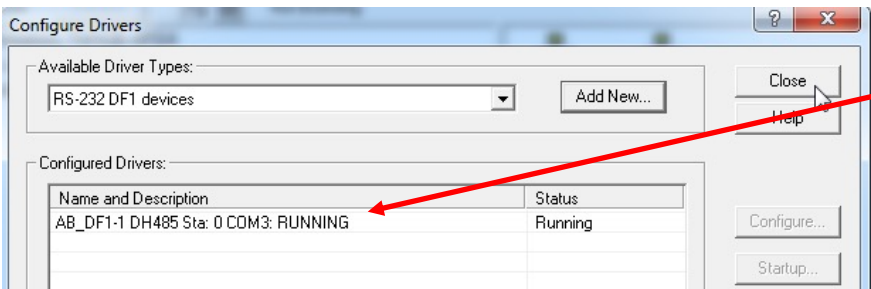 Configure Drivers
Available Driver Types:
RS-232 DF1 devices
Add New...
Close
Help
Configured Drivers:
Name and Description Status
AB_DF1-1 DH485 Sta: 0 COM3: RUNNING Running
Configure...
Startup...